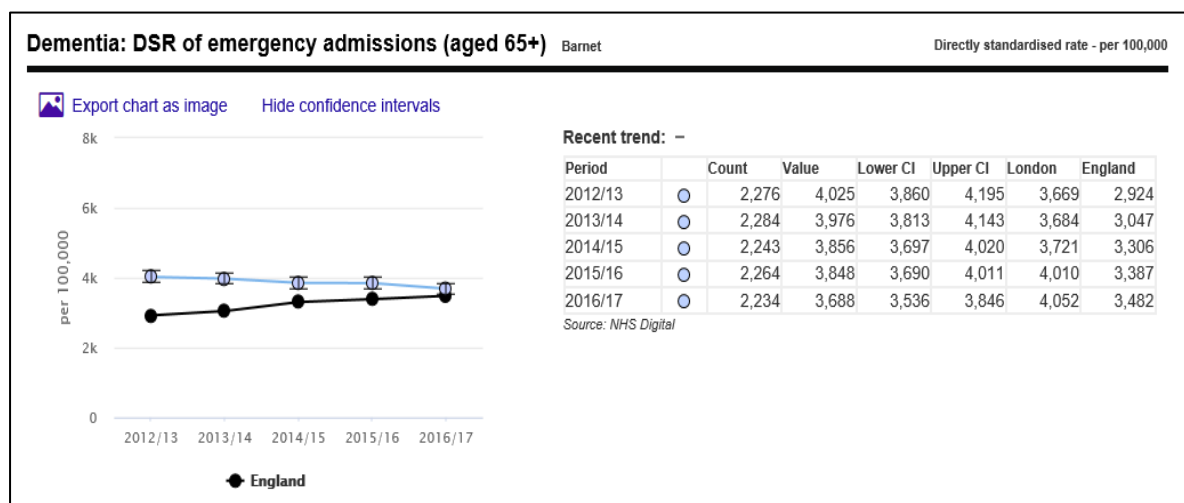 Dementia: DSR of emergency admissions (aged 65+) Barnet Directly standardised rate - per 100,000
Export chart as image Hide confidence intervals
Recent trend: –
Period Count Value Lower CI Upper CI London England
2012/13 2,276 4,025 3,860 4,195 3,669 2,924
2013/14 2,284 3,976 3,813 4,143 3,684 3,047
2014/15 2,243 3,856 3,697 4,020 3,721 3,306
2015/16 2,264 3,848 3,690 4,011 4,010 3,387
2016/17 2,234 3,688 3,536 3,846 4,052 3,482
Source: NHS Digital
per 100,000
8k
6k
4k
2k
0
2012/13 2013/14 2014/15 2015/16 2016/17
England